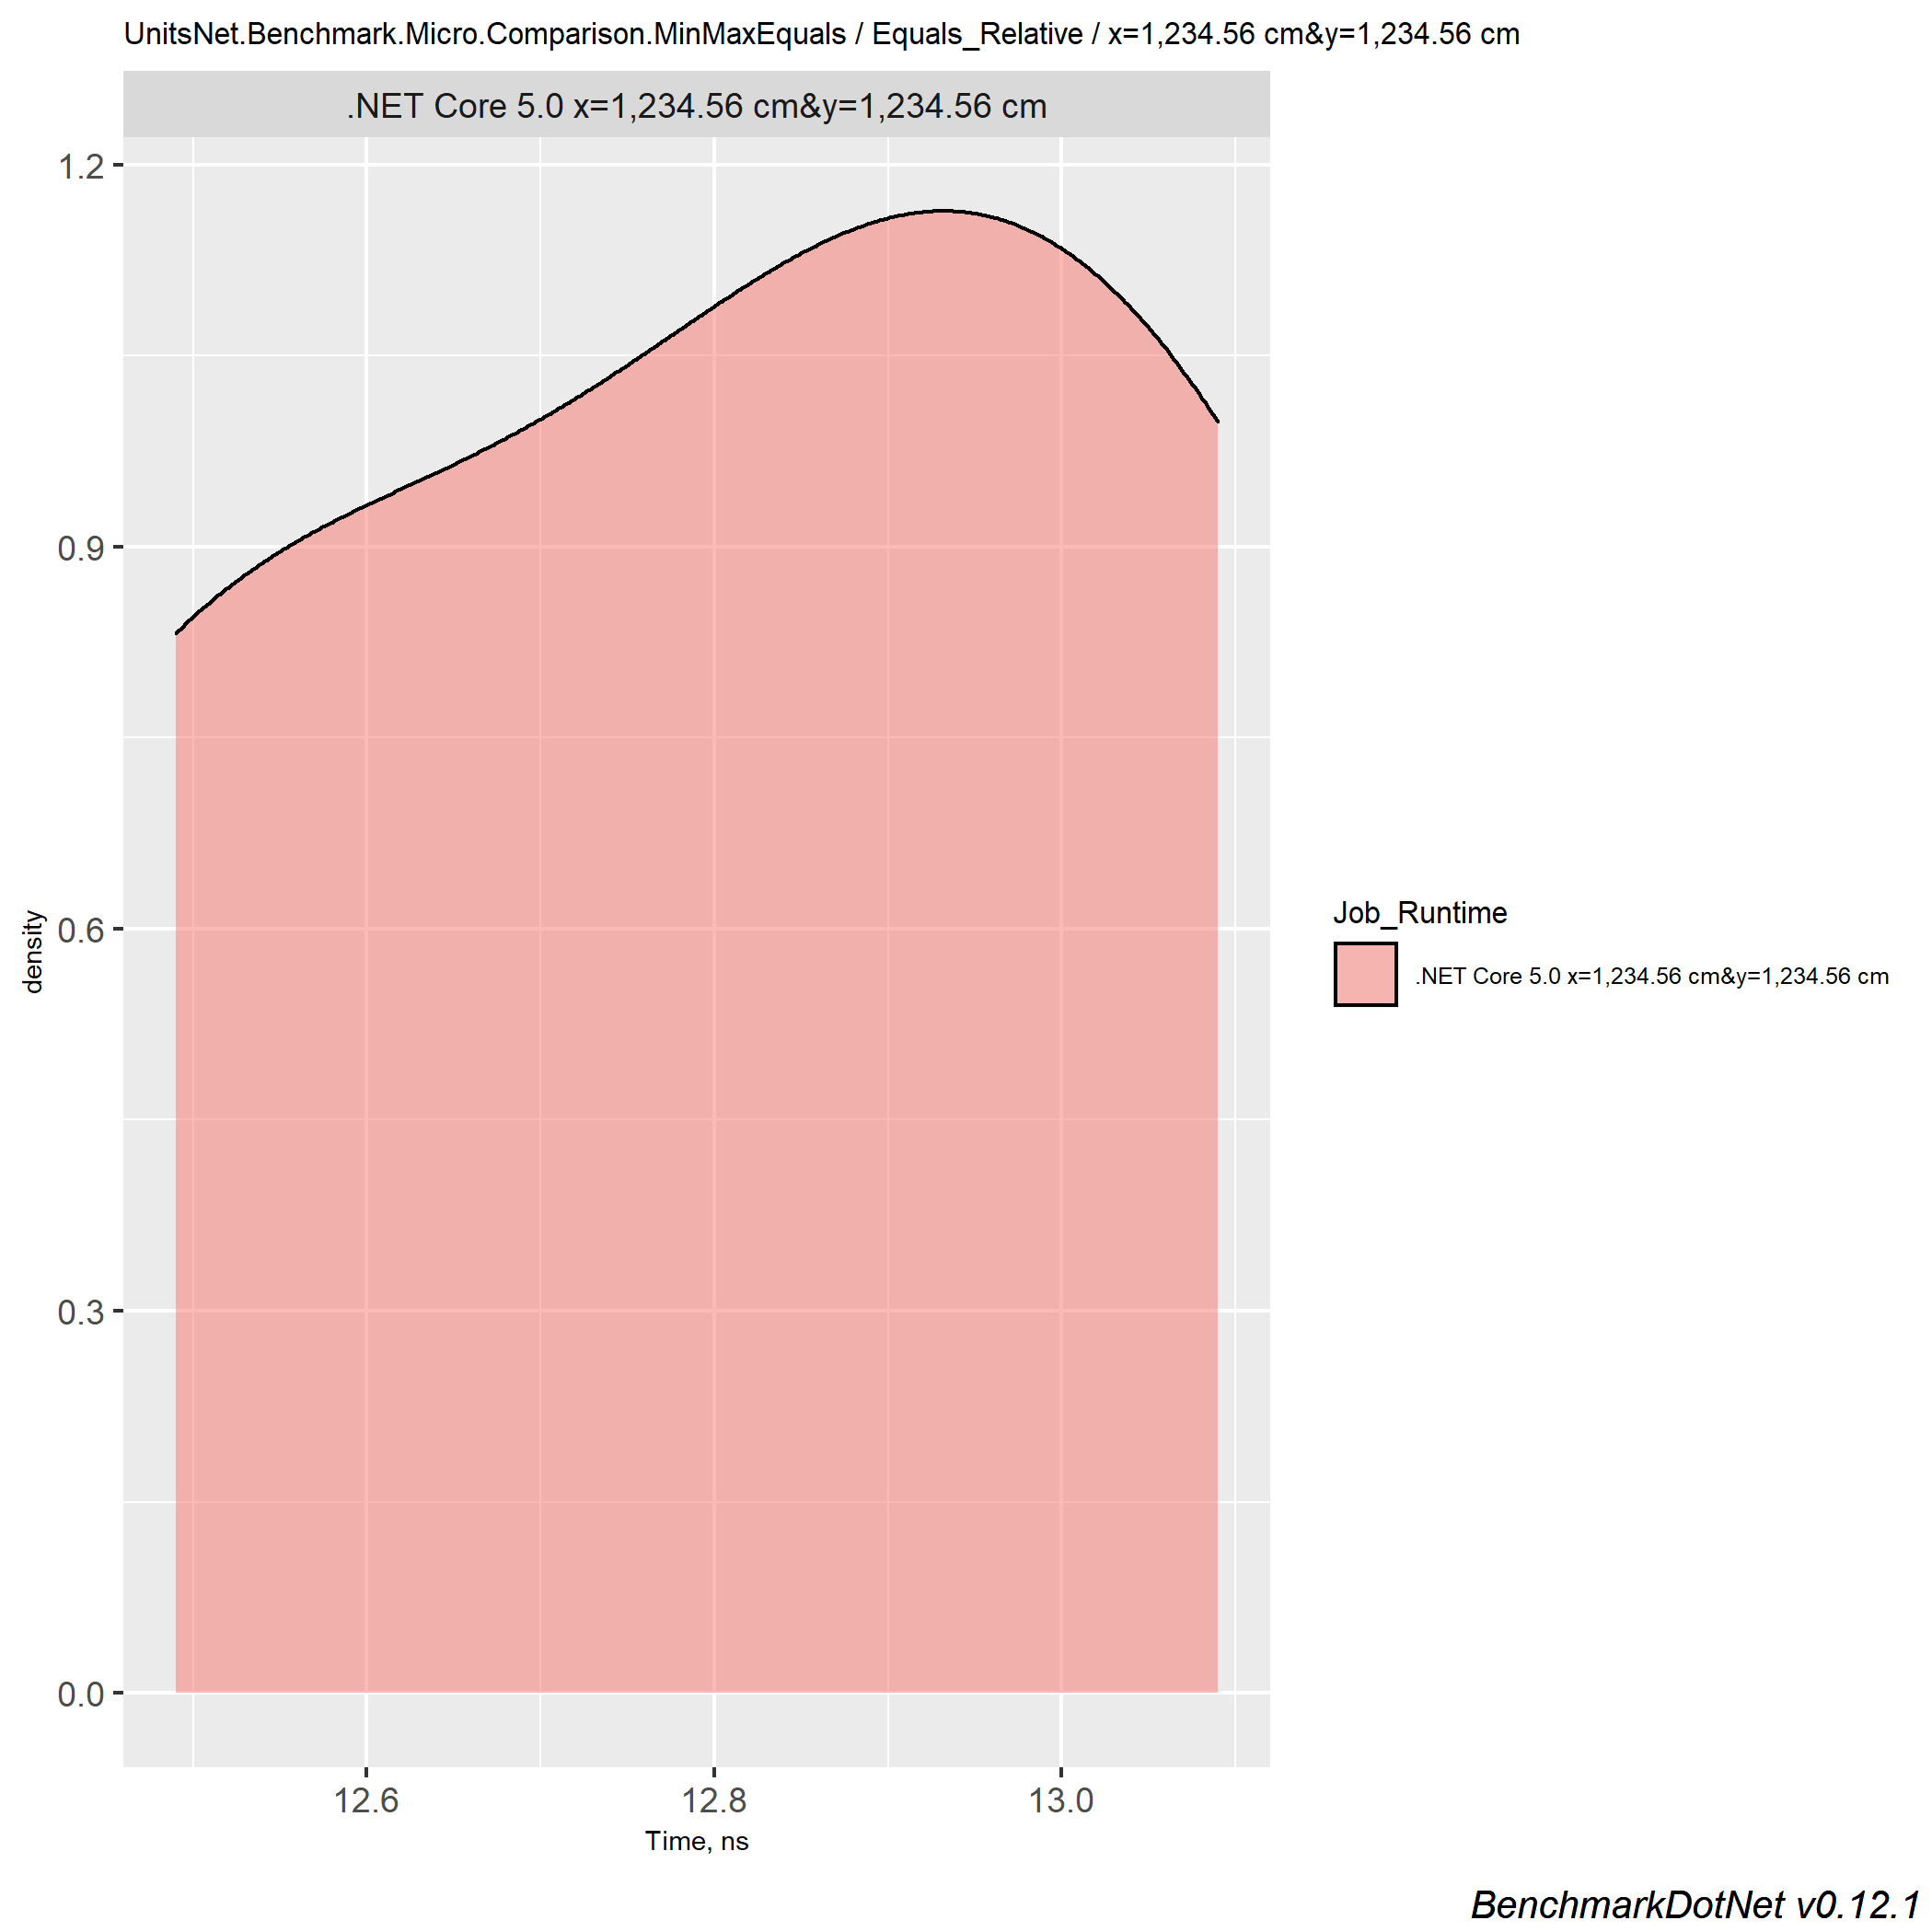 UnitsNet.Benchmark.Micro.Comparison.MinMaxEquals / Equals_Relative / x=1,234.56 cm&y=1,234.56 cm
.NET Core 5.0 x=1,234.56 cm&y=1,234.56 cm
1.2
0.9
0.6
0.3
0.0
density
12.6 12.8 13.0
Time, ns
Job_Runtime
.NET Core 5.0 x=1,234.56 cm&y=1,234.56 cm
BenchmarkDotNet v0.12.1